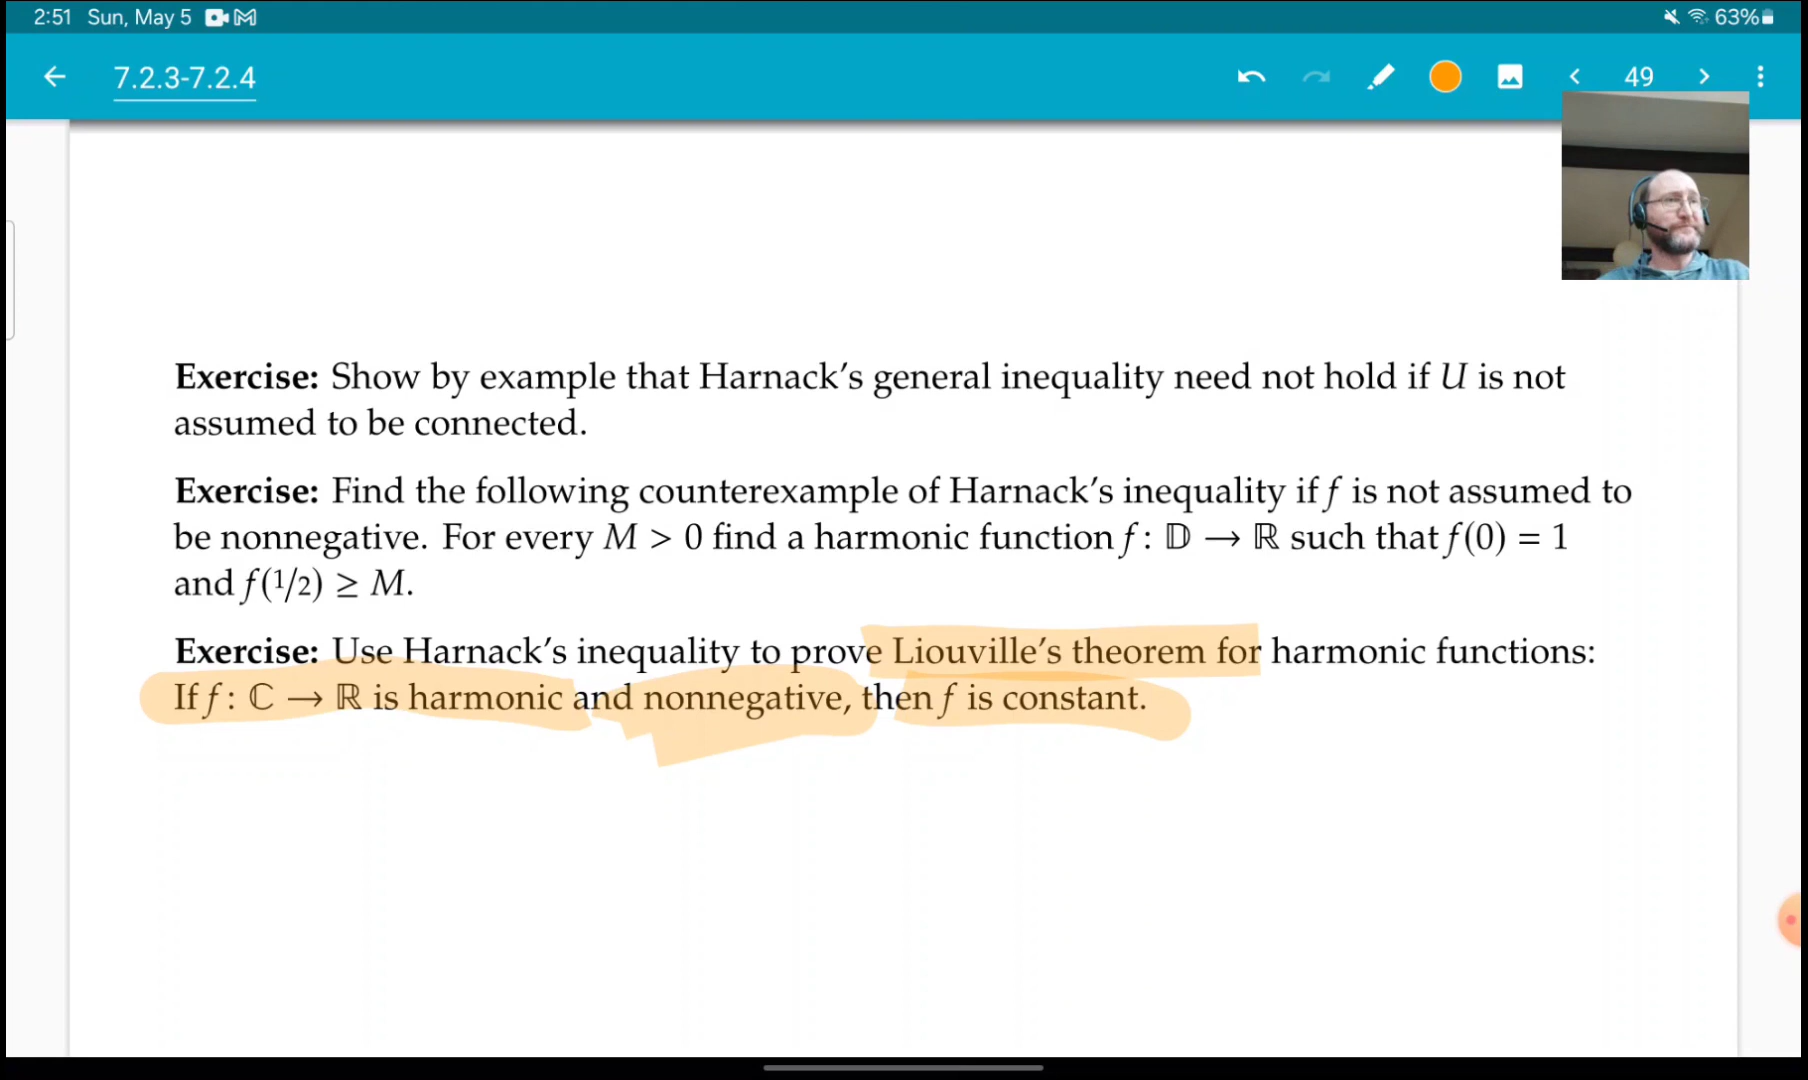 2:51 Sun, May 5
63%
7.2.3-7.2.4
49
Exercise: Show by example that Harnack's general inequality need not hold if U is not
assumed to be connected.
Exercise: Find the following counterexample of Harnack's inequality if f is not assumed to
be nonnegative. For every M > 0 find a harmonic function f: 𝔻 → ℝ such that f(0) = 1
and f(1/2) ≥ M.
Exercise: Use Harnack's inequality to prove Liouville's theorem for harmonic functions:
If f: ℂ → ℝ is harmonic and nonnegative, then f is constant.